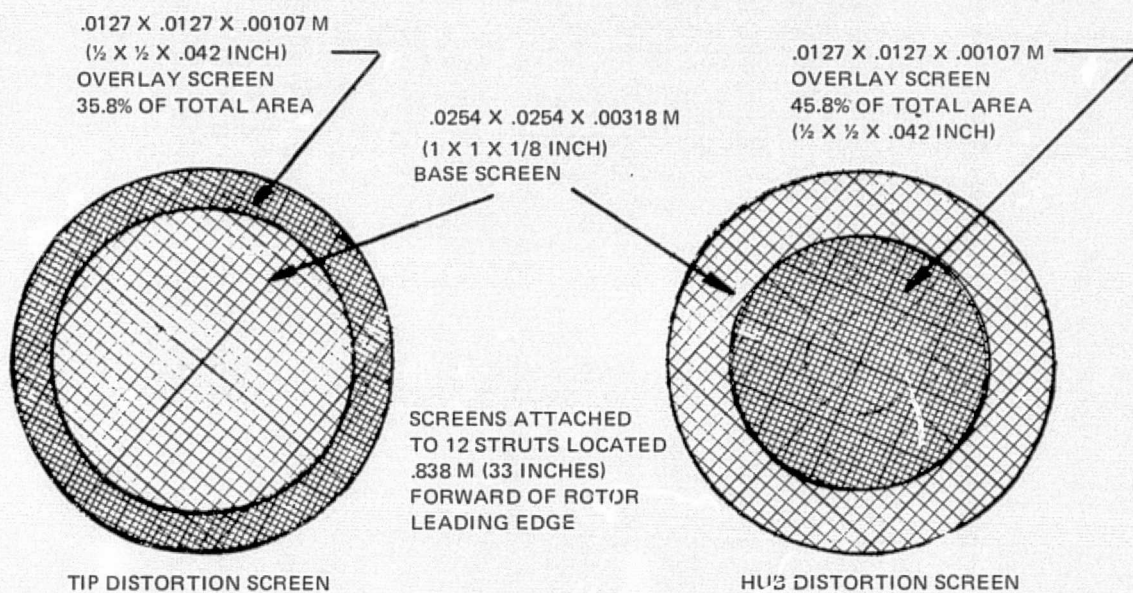 .0127 X .0127 X .00107 M
(½ X ½ X .042 INCH)
OVERLAY SCREEN
35.8% OF TOTAL AREA
.0254 X .0254 X .00318 M
(1 X 1 X 1/8 INCH)
BASE SCREEN
.0127 X .0127 X .00107 M
OVERLAY SCREEN
45.8% OF TOTAL AREA
(½ X ½ X .042 INCH)
SCREENS ATTACHED
TO 12 STRUTS LOCATED
.838 M (33 INCHES)
FORWARD OF ROTOR
LEADING EDGE
TIP DISTORTION SCREEN
HUB DISTORTION SCREEN